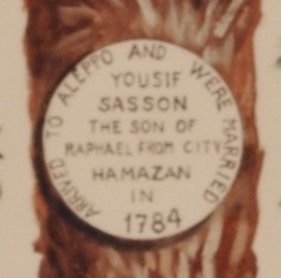 YOUSIF
SASSON
THE SON OF
RAPHAEL FROM CITY
HAMAZAN
IN
1784
ARRIVED TO ALEPPO AND WERE MARRIED